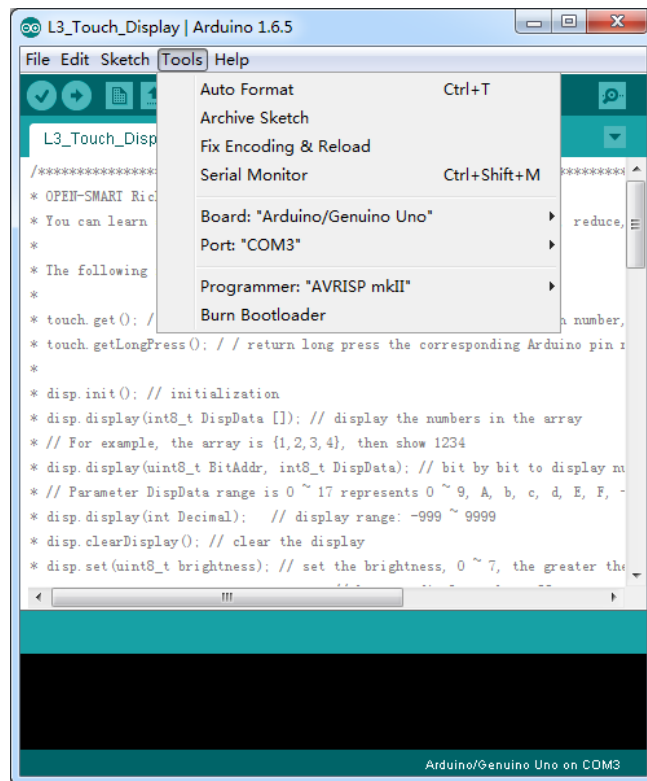 L3_Touch_Display | Arduino 1.6.5
File Edit Sketch Tools Help
Auto Format Ctrl+T
Archive Sketch
Fix Encoding & Reload
Serial Monitor Ctrl+Shift+M
Board: "Arduino/Genuino Uno"
Port: "COM3"
Programmer: "AVRISP mkII"
Burn Bootloader
L3_Touch_Disp
/***************** *********
* OPEN-SMART
* You can learn reduce,
*
* The following
*
* touch.get(); / number,
* touch.getLongPress(); / / return long press the corresponding Arduino pin
*
* disp.init(); // initialization
* disp.display(int8_t DispData []); // display the numbers in the array
* // For example, the array is {1,2,3,4}, then show 1234
* disp.display(uint8_t BitAddr, int8_t DispData); // bit by bit to display
* // Parameter DispData range is 0 ~ 17 represents 0 ~ 9, A, b, c, d, E, F, -
* disp.display(int Decimal); // display range: -999 ~ 9999
* disp.clearDisplay(); // clear the display
* disp.set(uint8_t brightness); // set the brightness, 0 ~ 7, the greater the
Arduino/Genuino Uno on COM3